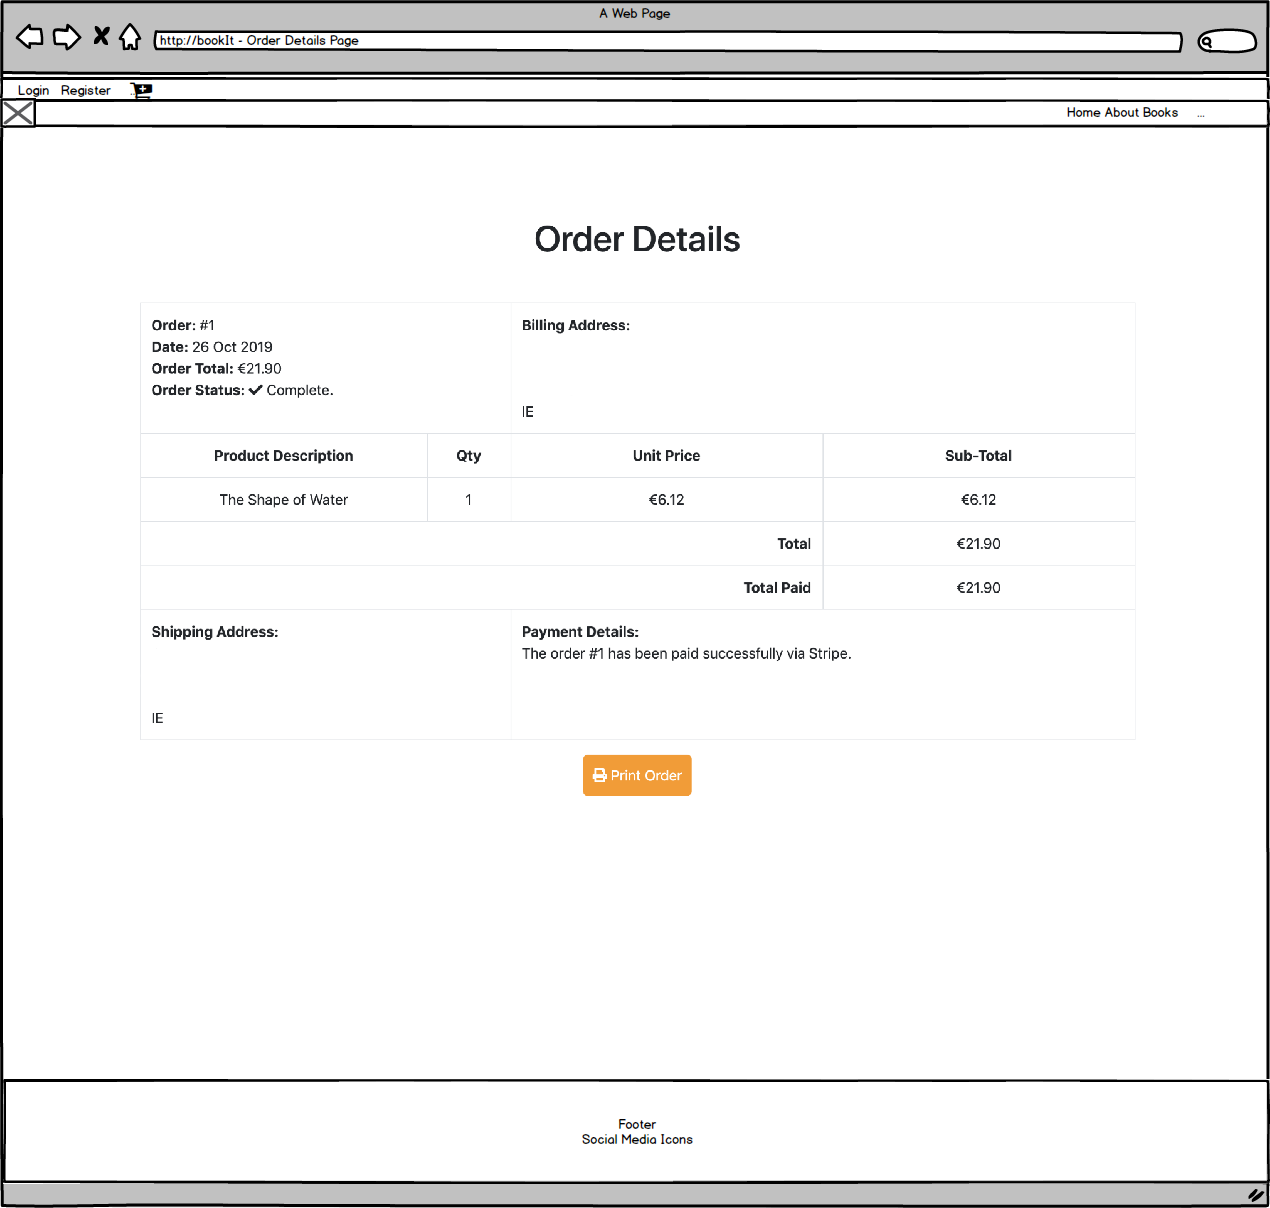 A Web Page
http://bookIt - Order Details Page
Login Register
Home About Books ...
Order Details
Order: #1
Date: 26 Oct 2019
Order Total: €21.90
Order Status: Complete.
Billing Address:
IE
Product Description Qty Unit Price Sub-Total
The Shape of Water 1 €6.12 €6.12
Total €21.90
Total Paid €21.90
Shipping Address:
IE
Payment Details:
The order #1 has been paid successfully via Stripe.
Print Order
Footer
Social Media Icons